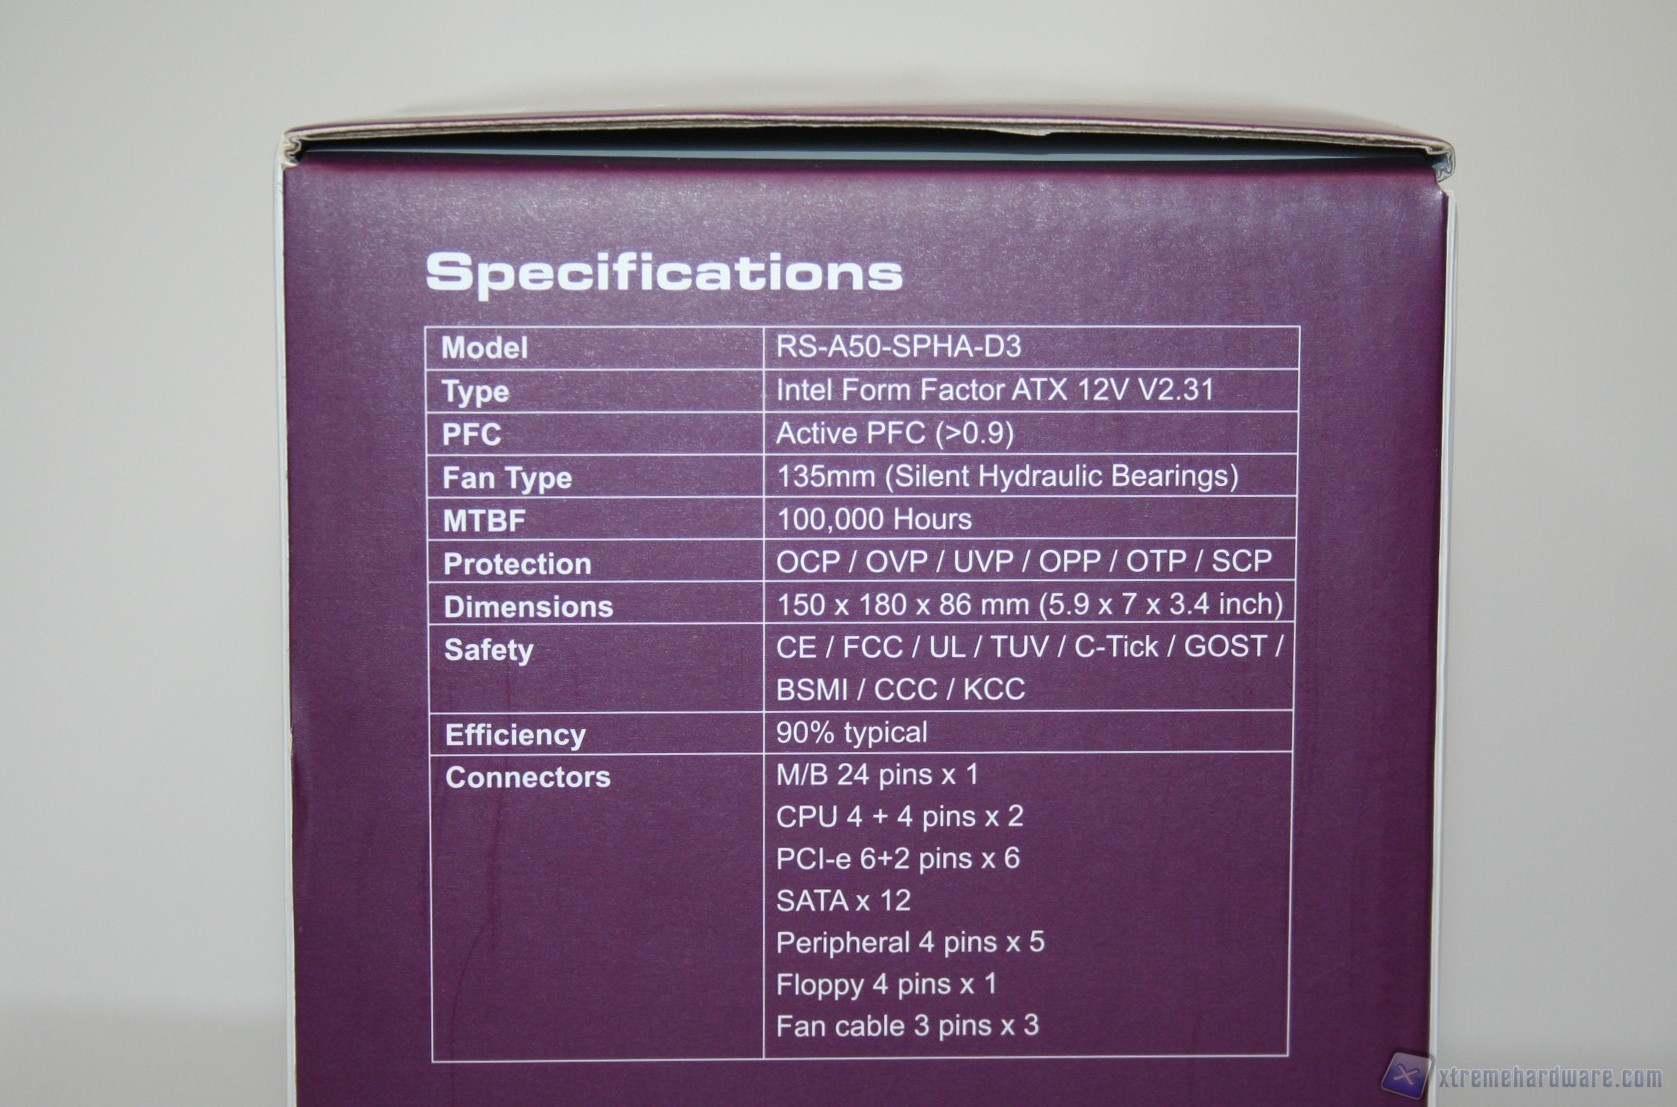 Specifications
Model RS-A50-SPHA-D3
Type Intel Form Factor ATX 12V V2.31
PFC Active PFC (>0.9)
Fan Type 135mm (Silent Hydraulic Bearings)
MTBF 100,000 Hours
Protection OCP / OVP / UVP / OPP / OTP / SCP
Dimensions 150 x 180 x 86 mm (5.9 x 7 x 3.4 inch)
Safety CE / FCC / UL / TUV / C-Tick / GOST /
BSMI / CCC / KCC
Efficiency 90% typical
Connectors M/B 24 pins x 1
CPU 4 + 4 pins x 2
PCI-e 6+2 pins x 6
SATA x 12
Peripheral 4 pins x 5
Floppy 4 pins x 1
Fan cable 3 pins x 3
xtremehardware.com